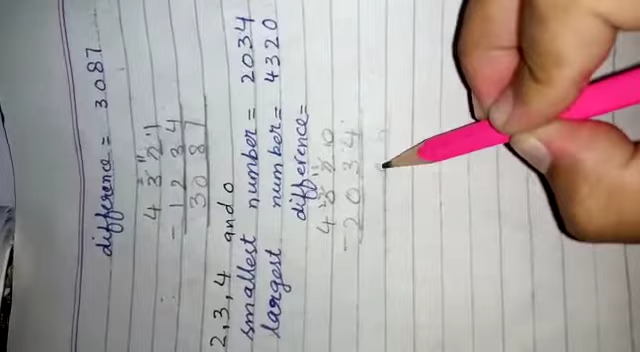 difference = 3087
4321
- 1234
3087
2,3,4 and 0
smallest number = 2034
largest number = 4320
difference=
4320
- 2034